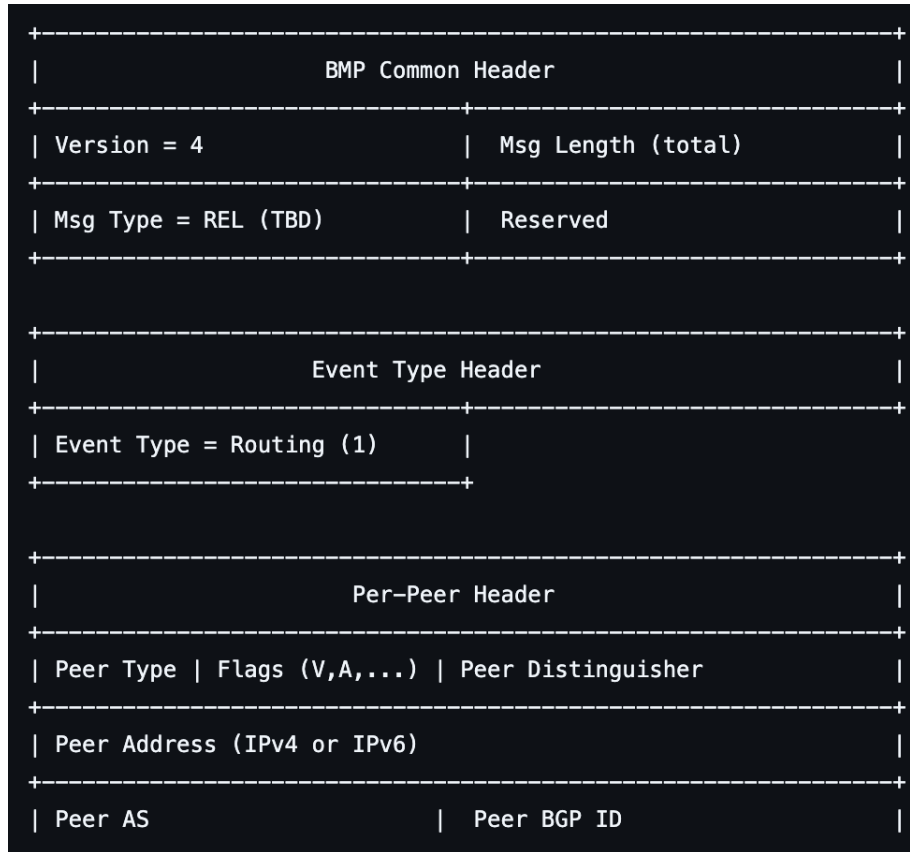 BMP Common Header
Version = 4 | Msg Length (total)
Msg Type = REL (TBD) | Reserved
Event Type Header
Event Type = Routing (1)
Per-Peer Header
Peer Type | Flags (V,A,...) | Peer Distinguisher
Peer Address (IPv4 or IPv6)
Peer AS | Peer BGP ID